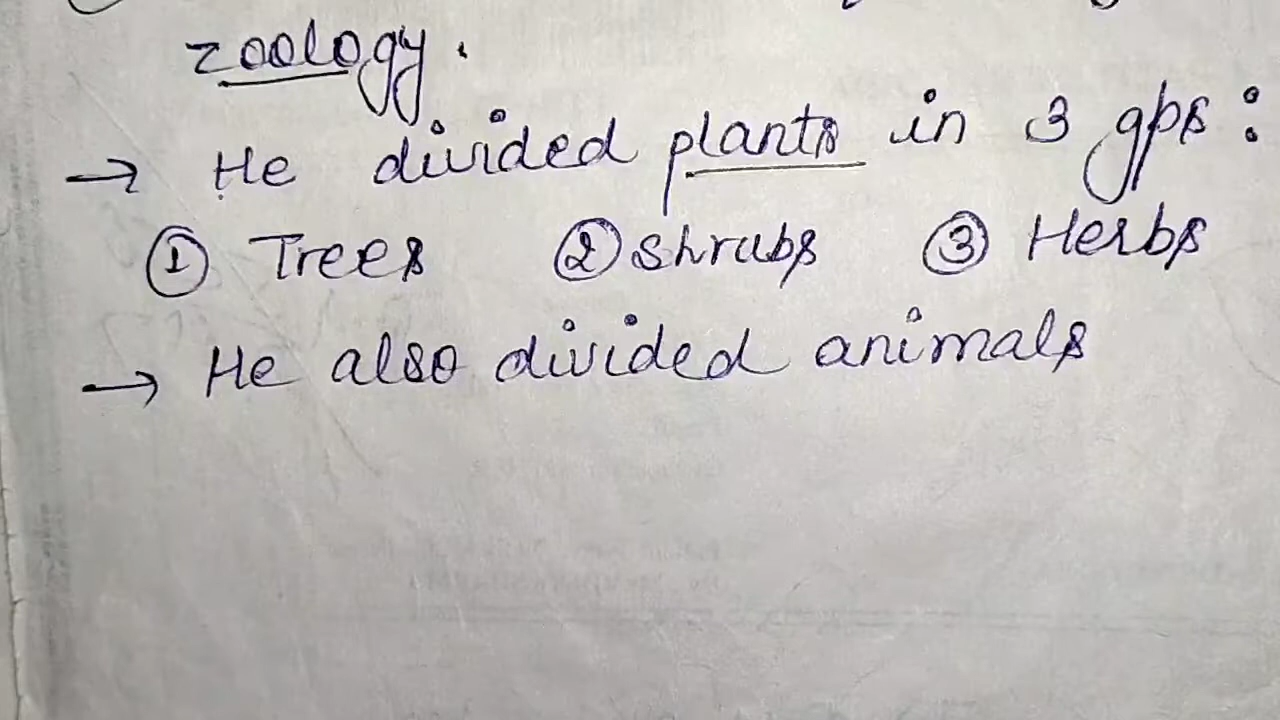 zoology.
→ He divided plants in 3 gps :
① Trees ② shrubs ③ Herbs
→ He also divided animals